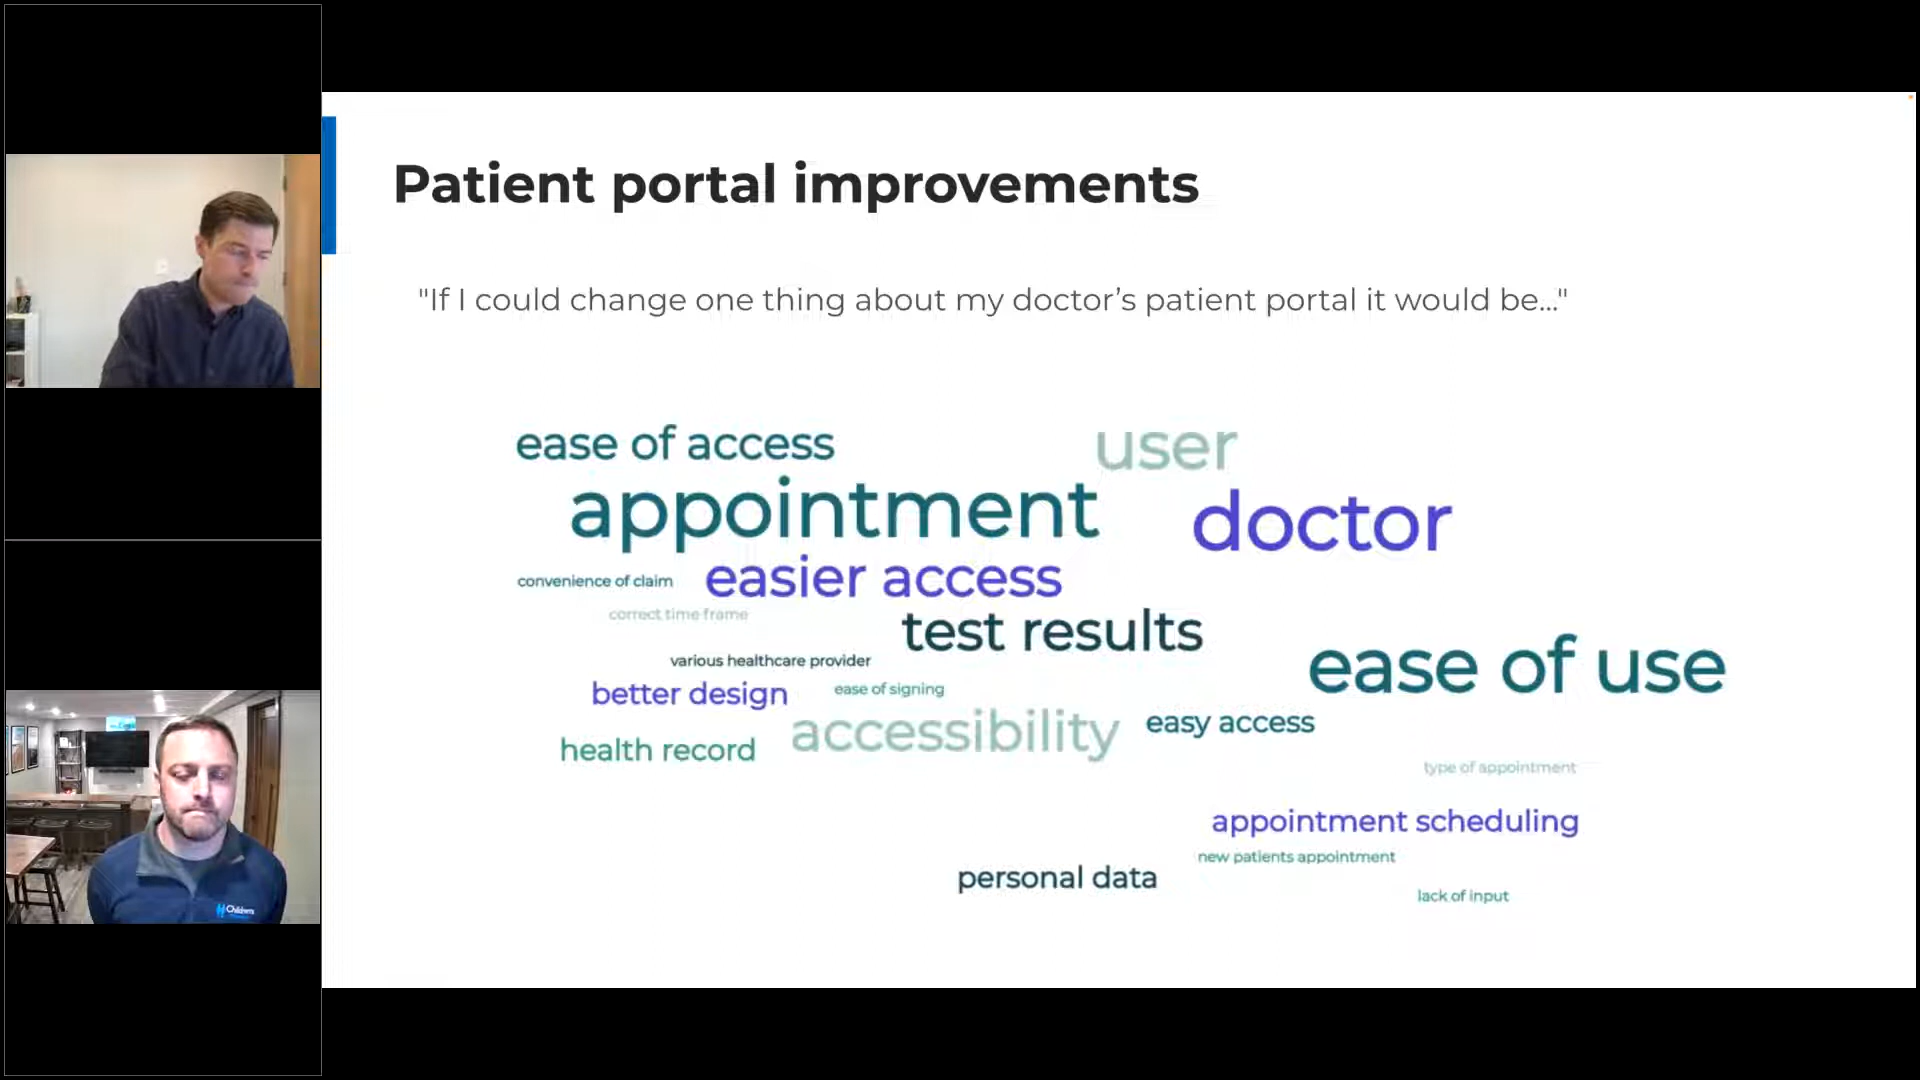 Patient portal improvements
"If I could change one thing about my doctor’s patient portal it would be..."
ease of access
user
appointment
doctor
convenience of claim
easier access
correct time frame
test results
various healthcare provider
ease of use
better design
ease of signing
accessibility
easy access
health record
type of appointment
appointment scheduling
new patients appointment
personal data
lack of input
Children's